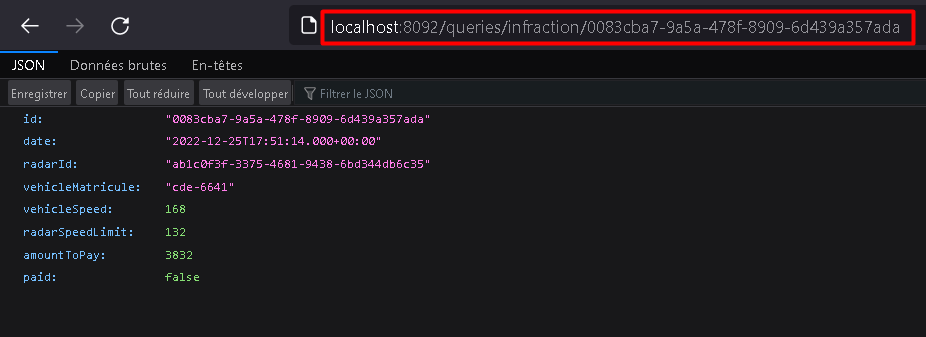 localhost:8092/queries/infraction/0083cba7-9a5a-478f-8909-6d439a357ada
JSON Données brutes En-têtes
Enregistrer Copier Tout réduire Tout développer Filtrer le JSON
id: "0083cba7-9a5a-478f-8909-6d439a357ada"
date: "2022-12-25T17:51:14.000+00:00"
radarId: "ab1c0f3f-3375-4681-9438-6bd344db6c35"
vehicleMatricule: "cde-6641"
vehicleSpeed: 168
radarSpeedLimit: 132
amountToPay: 3832
paid: false